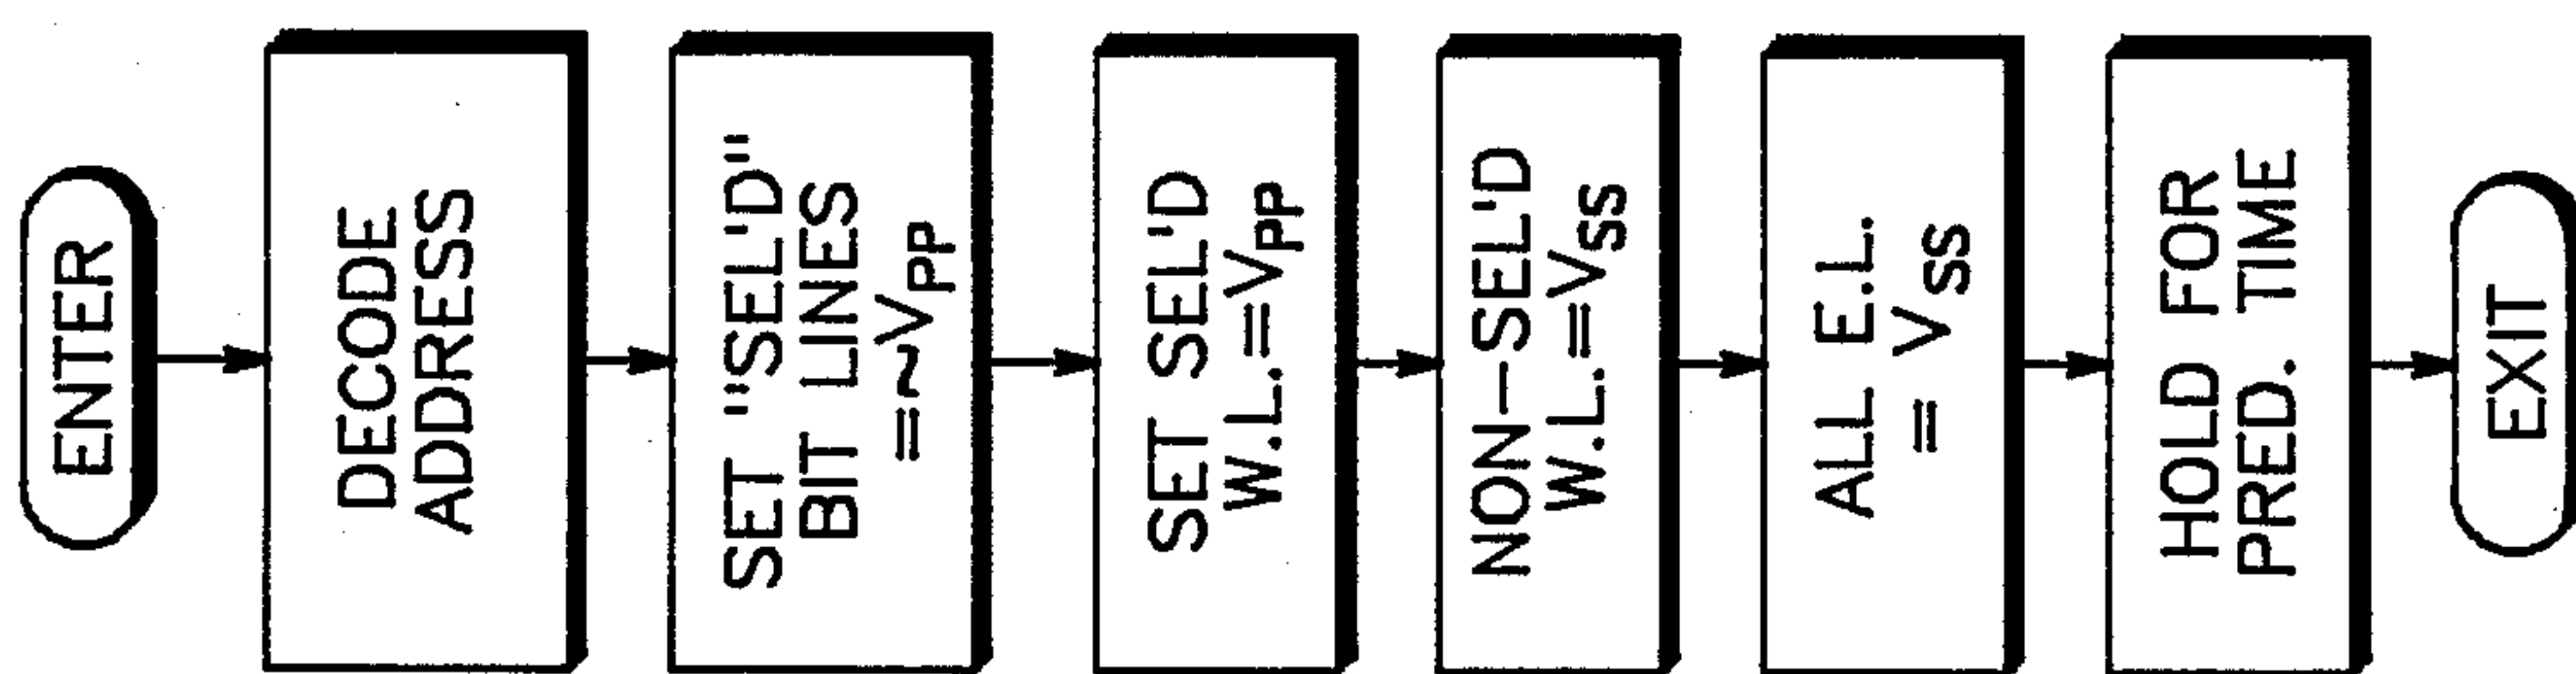 ENTER
DECODE
ADDRESS
SET "SEL'D"
BIT LINES
=~VPP
SET SEL'D
W.L.=VPP
NON-SEL'D
W.L.=VSS
ALL E.L.
= VSS
HOLD FOR
PRED. TIME
EXIT